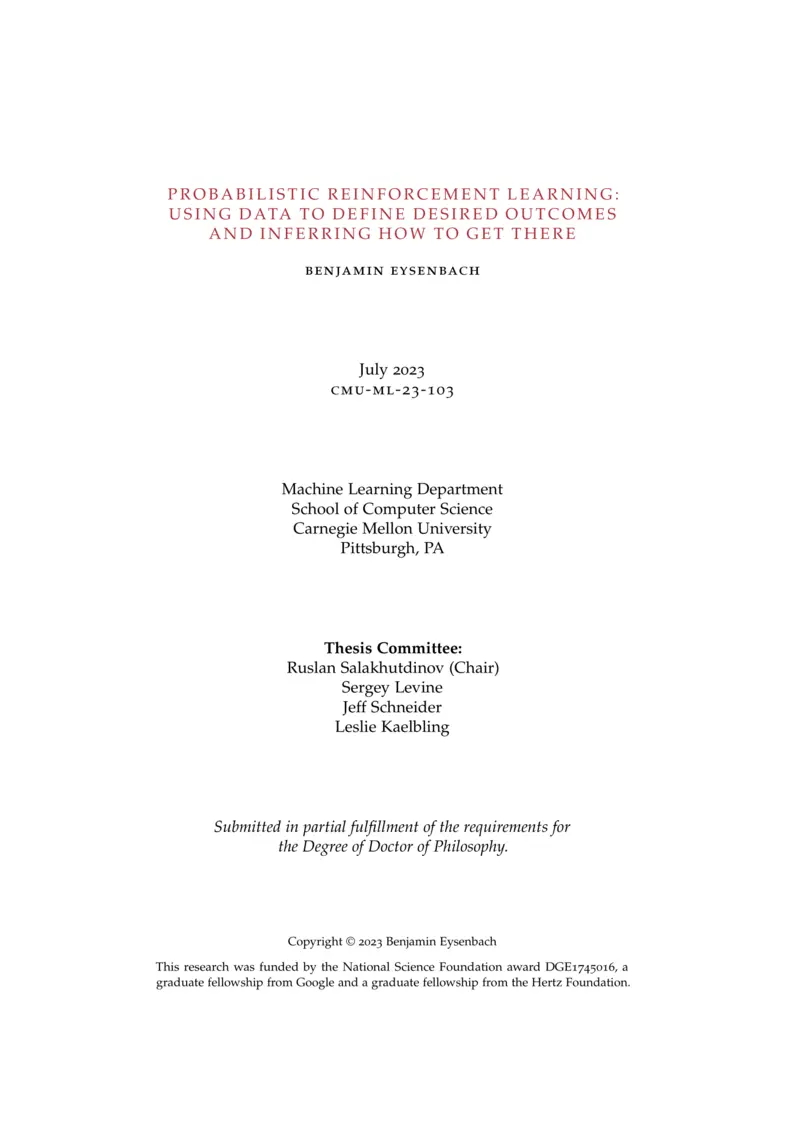 PROBABILISTIC REINFORCEMENT LEARNING:
USING DATA TO DEFINE DESIRED OUTCOMES
AND INFERRING HOW TO GET THERE
BENJAMIN EYSENBACH
July 2023
CMU-ML-23-103
Machine Learning Department
School of Computer Science
Carnegie Mellon University
Pittsburgh, PA
Thesis Committee:
Ruslan Salakhutdinov (Chair)
Sergey Levine
Jeff Schneider
Leslie Kaelbling
Submitted in partial fulfillment of the requirements for
the Degree of Doctor of Philosophy.
Copyright © 2023 Benjamin Eysenbach
This research was funded by the National Science Foundation award DGE1745016, a
graduate fellowship from Google and a graduate fellowship from the Hertz Foundation.